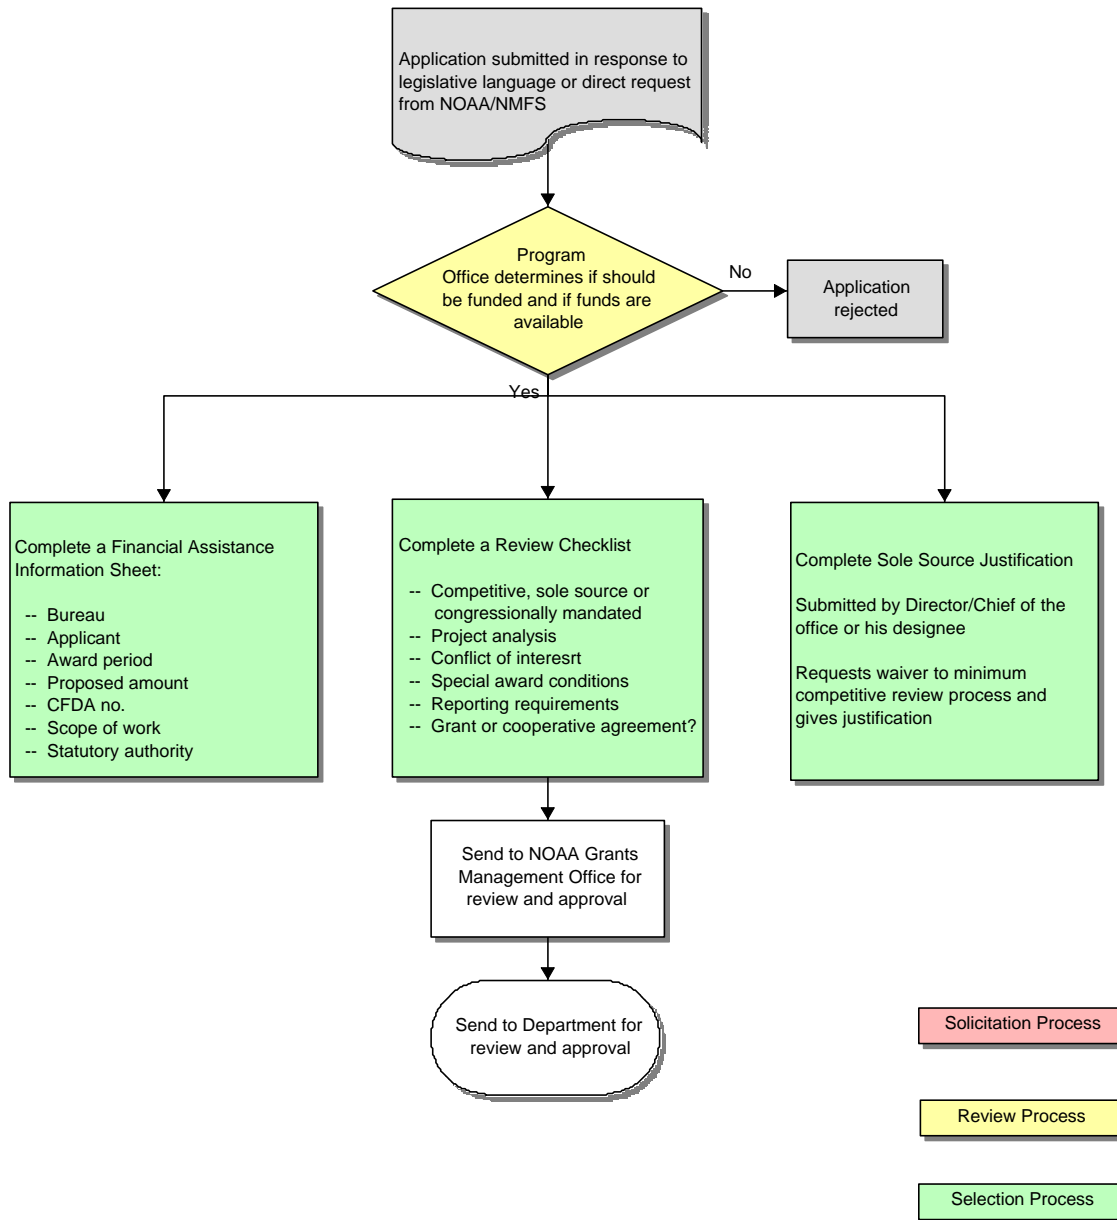 Application submitted in response to
legislative language or direct request
from NOAA/NMFS
Program
Office determines if should
be funded and if funds are
available
No
Application
rejected
Yes
Complete a Financial Assistance
Information Sheet:
-- Bureau
-- Applicant
-- Award period
-- Proposed amount
-- CFDA no.
-- Scope of work
-- Statutory authority
Complete a Review Checklist
-- Competitive, sole source or
congressionally mandated
-- Project analysis
-- Conflict of interesrt
-- Special award conditions
-- Reporting requirements
-- Grant or cooperative agreement?
Complete Sole Source Justification
Submitted by Director/Chief of the
office or his designee
Requests waiver to minimum
competitive review process and
gives justification
Send to NOAA Grants
Management Office for
review and approval
Send to Department for
review and approval
Solicitation Process
Review Process
Selection Process